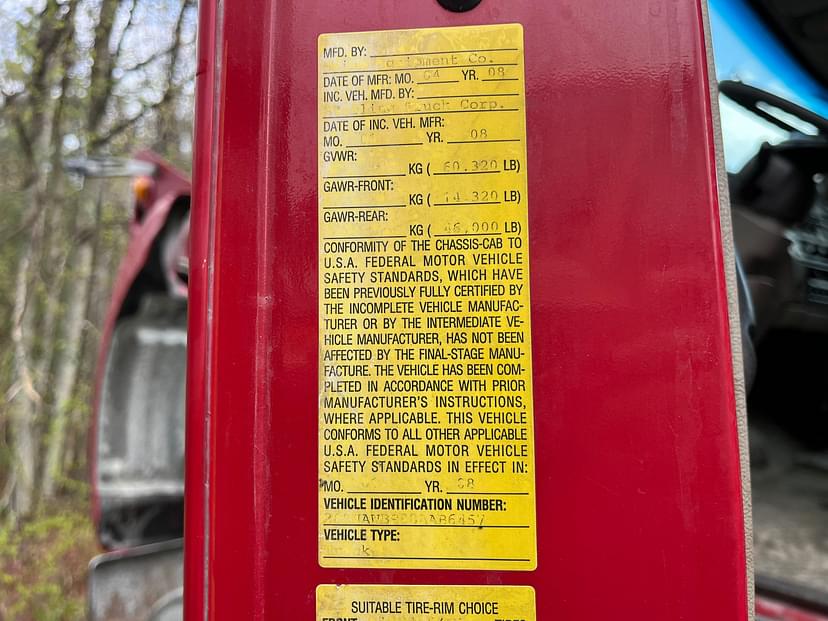 MFD. BY:
Co.
DATE OF MFR: MO. 04 YR. 08
INC. VEH. MFD. BY:
Truck Corp.
DATE OF INC. VEH. MFR:
MO. YR. 08
GVWR:
KG ( 60,320 LB)
GAWR-FRONT:
KG ( 14,320 LB)
GAWR-REAR:
KG ( 46,000 LB)
CONFORMITY OF THE CHASSIS-CAB TO
U.S.A. FEDERAL MOTOR VEHICLE
SAFETY STANDARDS, WHICH HAVE
BEEN PREVIOUSLY FULLY CERTIFIED BY
THE INCOMPLETE VEHICLE MANUFAC-
TURER OR BY THE INTERMEDIATE VE-
HICLE MANUFACTURER, HAS NOT BEEN
AFFECTED BY THE FINAL-STAGE MANU-
FACTURE. THE VEHICLE HAS BEEN COM-
PLETED IN ACCORDANCE WITH PRIOR
MANUFACTURER'S INSTRUCTIONS,
WHERE APPLICABLE. THIS VEHICLE
CONFORMS TO ALL OTHER APPLICABLE
U.S.A. FEDERAL MOTOR VEHICLE
SAFETY STANDARDS IN EFFECT IN:
MO. YR. 08
VEHICLE IDENTIFICATION NUMBER:
VEHICLE TYPE:
SUITABLE TIRE-RIM CHOICE
FRONT TIRES